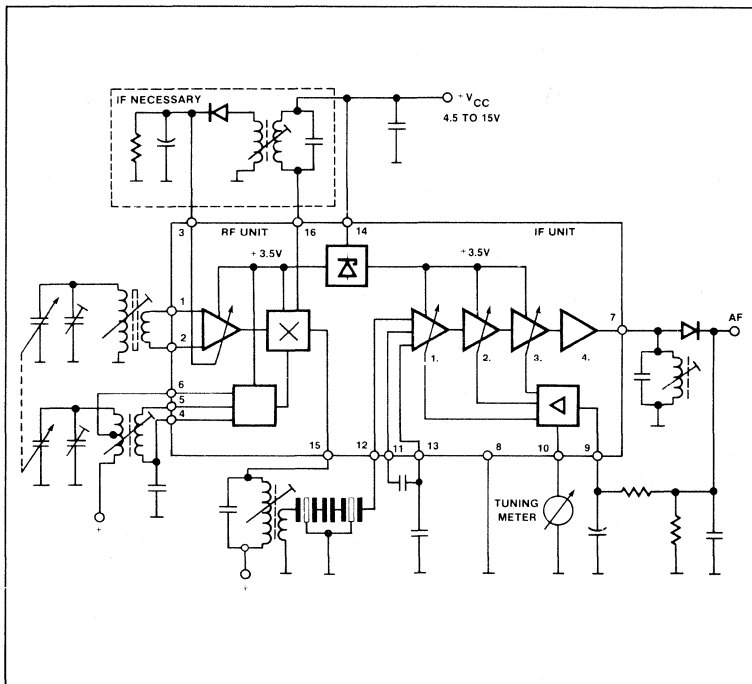 IF NECESSARY
+ VCC
4.5 TO 15V
3
RF UNIT
16
14
IF UNIT
+ 3.5V
+ 3.5V
1
2
7
AF
1.
2.
3.
4.
6
5
4
15
12
11
13
8
10
9
TUNING
METER
+
+